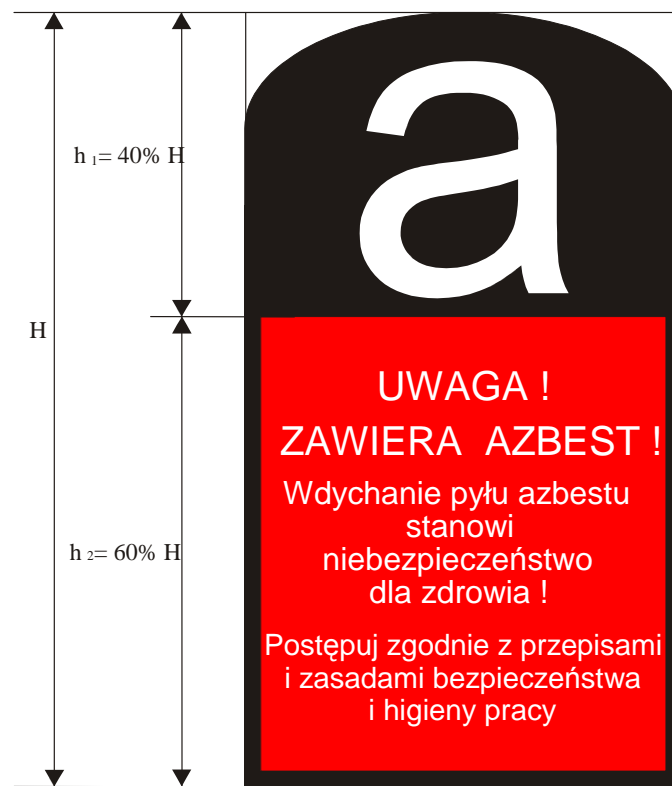 a
h 1= 40% H
H
UWAGA !
ZAWIERA AZBEST !
Wdychanie pyłu azbestu
stanowi
niebezpieczeństwo
dla zdrowia !
h 2= 60% H
Postępuj zgodnie z przepisami
i zasadami bezpieczeństwa
i higieny pracy